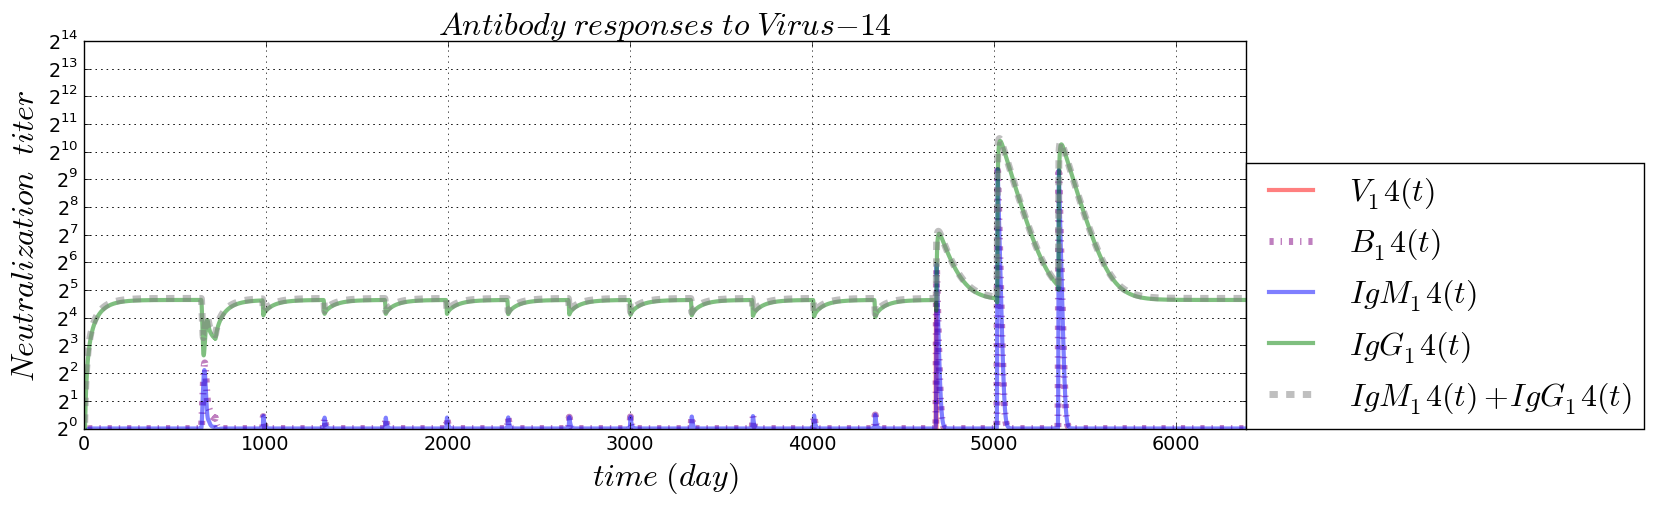 Antibody responses to Virus−14
2^14
2^13
2^12
2^11
2^10
2^9
2^8
2^7
2^6
2^5
2^4
2^3
2^2
2^1
2^0
Neutralization titer
0 1000 2000 3000 4000 5000 6000
time (day)
V_1 4(t)
B_1 4(t)
IgM_1 4(t)
IgG_1 4(t)
IgM_1 4(t) + IgG_1 4(t)